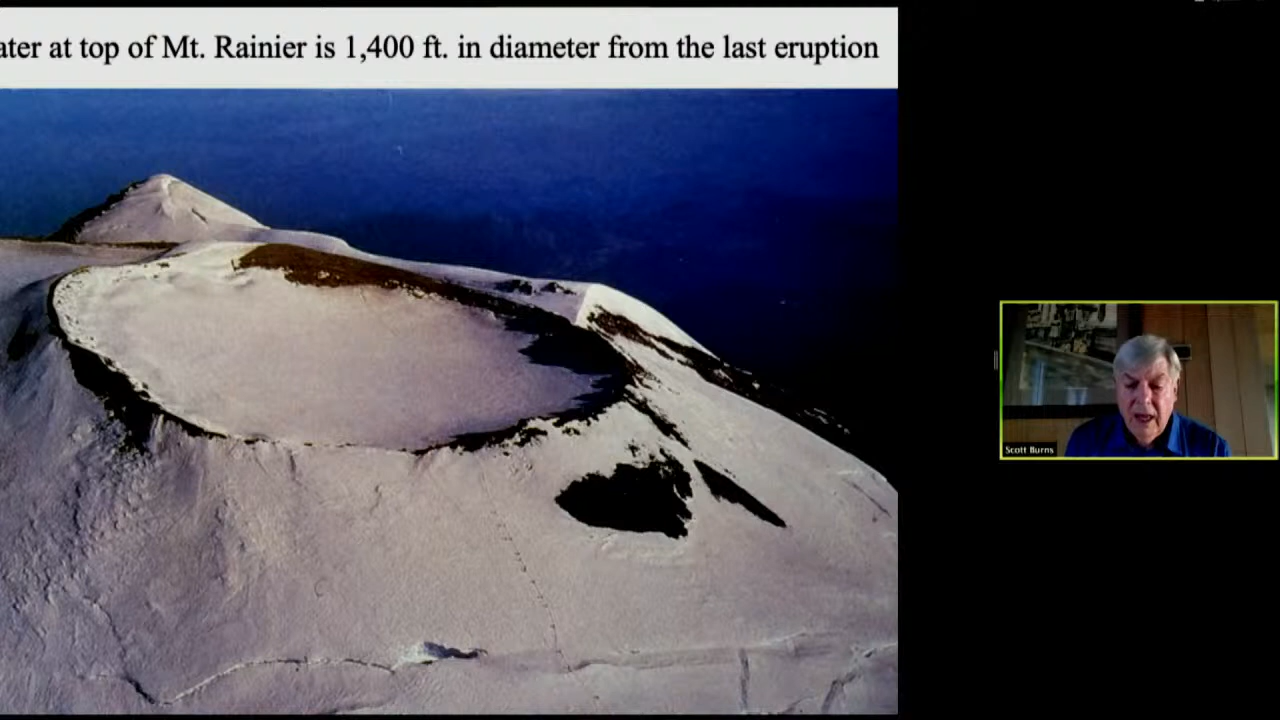 ater at top of Mt. Rainier is 1,400 ft. in diameter from the last eruption
Scott Burns